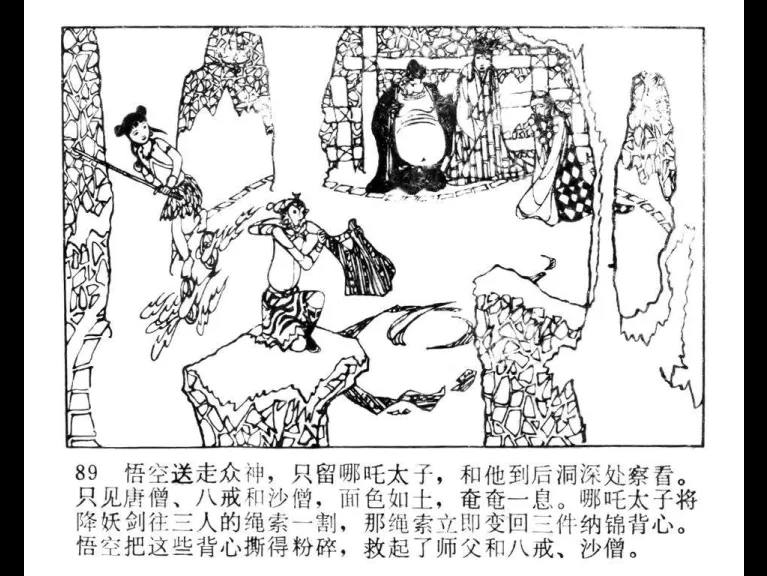 89 悟空送走众神，只留哪吒太子，和他到后洞深处察看。
只见唐僧、八戒和沙僧，面色如土，奄奄一息。哪吒太子将
降妖剑往三人的绳索一割，那绳索立即变回三件纳锦背心。
悟空把这些背心撕得粉碎，救起了师父和八戒、沙僧。